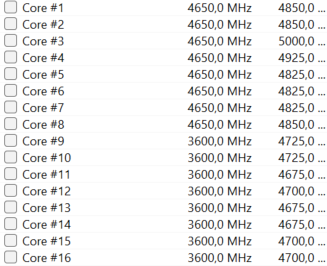 Core #1 4650,0 MHz 4850,0 ...
Core #2 4650,0 MHz 4850,0 ...
Core #3 4650,0 MHz 5000,0 ...
Core #4 4650,0 MHz 4925,0 ...
Core #5 4650,0 MHz 4825,0 ...
Core #6 4650,0 MHz 4825,0 ...
Core #7 4650,0 MHz 4825,0 ...
Core #8 4650,0 MHz 4850,0 ...
Core #9 3600,0 MHz 4725,0 ...
Core #10 3600,0 MHz 4725,0 ...
Core #11 3600,0 MHz 4675,0 ...
Core #12 3600,0 MHz 4700,0 ...
Core #13 3600,0 MHz 4675,0 ...
Core #14 3600,0 MHz 4675,0 ...
Core #15 3600,0 MHz 4700,0 ...
Core #16 3600,0 MHz 4700,0 ...